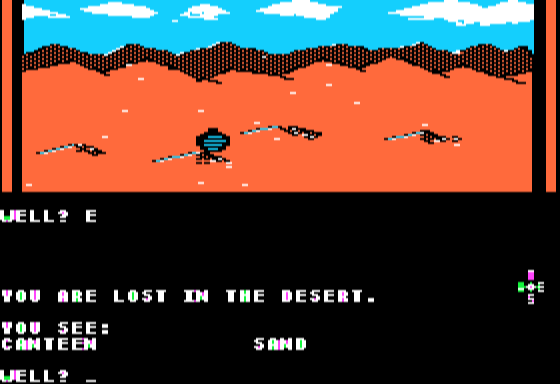 WELL? E
YOU ARE LOST IN THE DESERT.
E
S
YOU SEE:
CANTEEN SAND
WELL? _